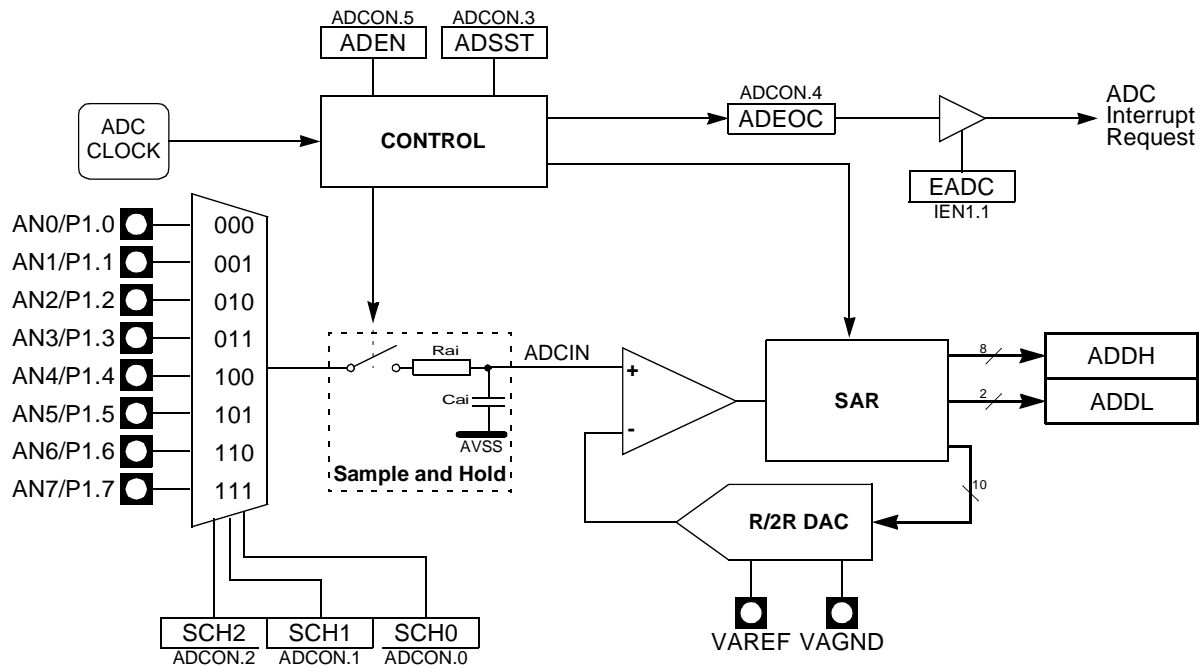 ADCON.5
ADEN
ADCON.3
ADSST
ADC
CLOCK
CONTROL
ADCON.4
ADEOC
ADC
Interrupt
Request
EADC
IEN1.1
AN0/P1.0
000
AN1/P1.1
001
AN2/P1.2
010
AN3/P1.3
011
AN4/P1.4
100
AN5/P1.5
101
AN6/P1.6
110
AN7/P1.7
111
Rai
Cai
AVSS
Sample and Hold
ADCIN
+
-
SAR
8
ADDH
2
ADDL
10
R/2R DAC
VAREF
VAGND
SCH2
SCH1
SCH0
ADCON.2
ADCON.1
ADCON.0